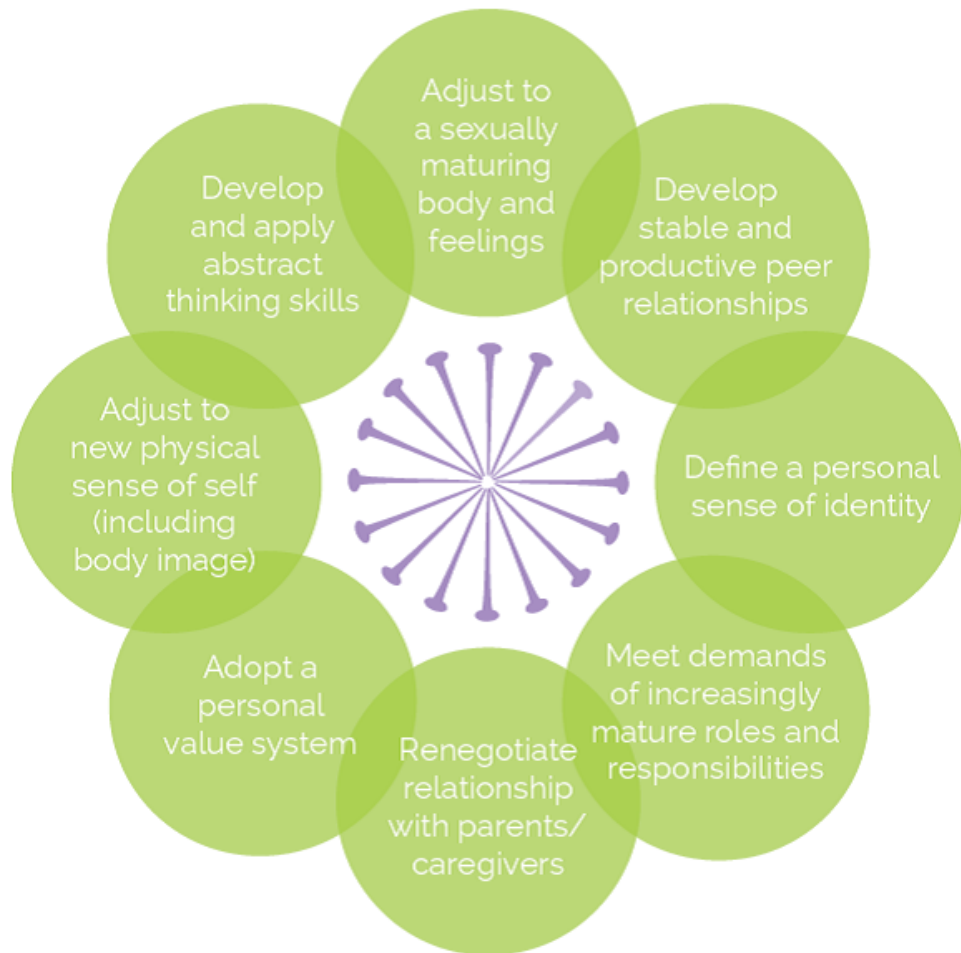 Adjust to
a sexually
maturing
body and
feelings
Develop
stable and
productive peer
relationships
Define a personal
sense of identity
Meet demands
of increasingly
mature roles and
responsibilities
Renegotiate
relationship
with parents/
caregivers
Adopt a
personal
value system
Adjust to
new physical
sense of self
(including
body image)
Develop
and apply
abstract
thinking skills